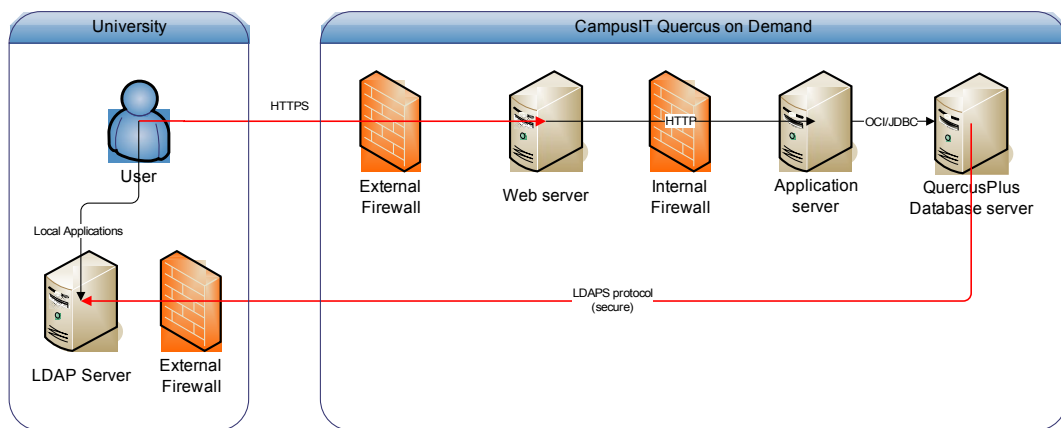 University
CampusIT Quercus on Demand
HTTPS
HTTP
OCI/JDBC
User
External
Firewall
Web server
Internal
Firewall
Application
server
QuercusPlus
Database server
Local Applications
LDAPS protocol
(secure)
LDAP Server
External
Firewall